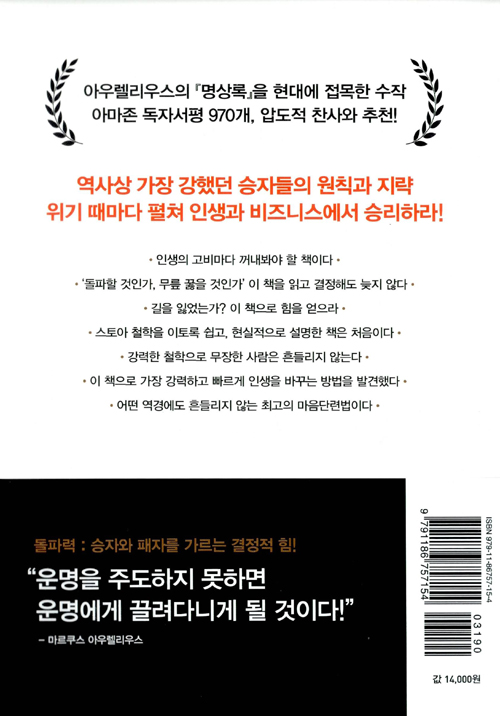 아우렐리우스의 『명상록』을 현대에 접목한 수작
아마존 독자서평 970개, 압도적 찬사와 추천!
역사상 가장 강했던 승자들의 원칙과 지략
위기 때마다 펼쳐 인생과 비즈니스에서 승리하라!
• 인생의 고비마다 꺼내봐야 할 책이다 •
• ‘돌파할 것인가, 무릎 꿇을 것인가’ 이 책을 읽고 결정해도 늦지 않다 •
• 길을 잃었는가? 이 책으로 힘을 얻으라 •
• 스토아 철학을 이토록 쉽고, 현실적으로 설명한 책은 처음이다 •
• 강력한 철학으로 무장한 사람은 흔들리지 않는다 •
• 이 책으로 가장 강력하고 빠르게 인생을 바꾸는 방법을 발견했다 •
• 어떤 역경에도 흔들리지 않는 최고의 마음단련법이다 •
돌파력 : 승자와 패자를 가르는 결정적 힘!
“운명을 주도하지 못하면
운명에게 끌려다니게 될 것이다!”
– 마르쿠스 아우렐리우스
ISBN 979-11-86757-15-4
9 791186 757154
03190
값 14,000원